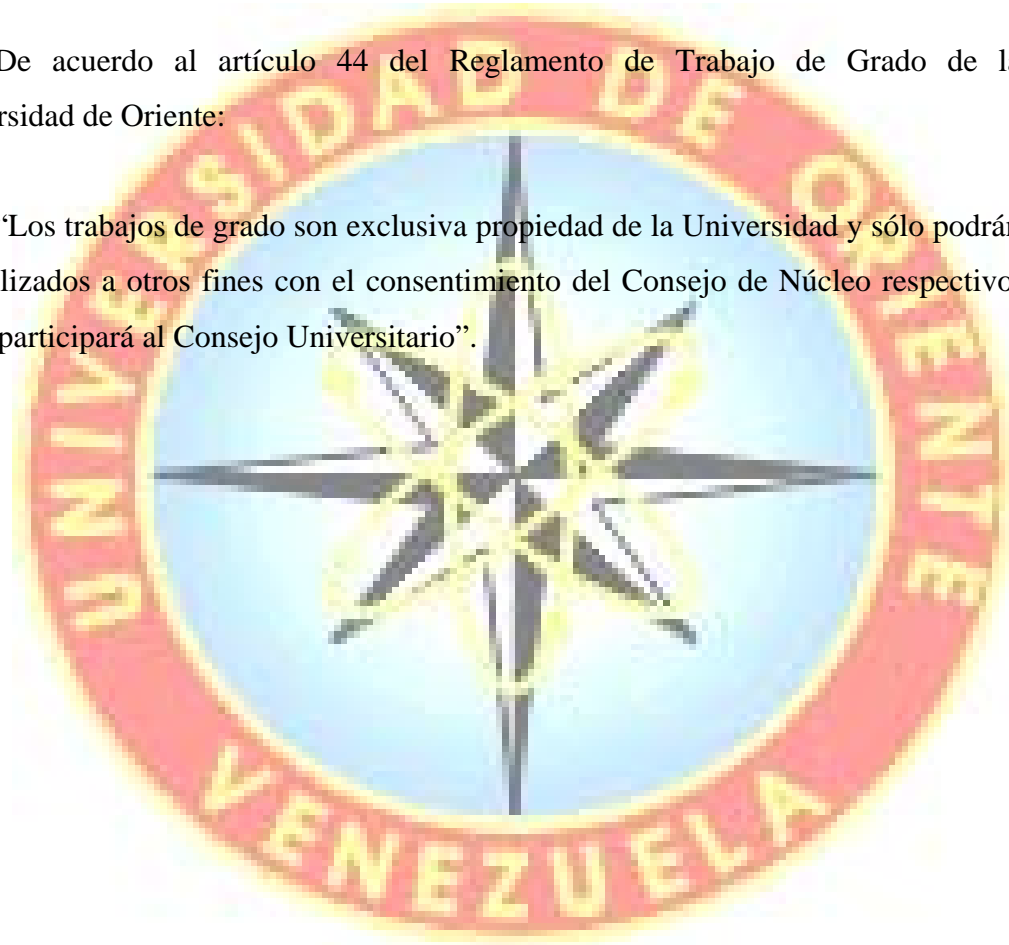 De acuerdo al artículo 44 del Reglamento de Trabajo de Grado de la
rsidad de Oriente:
“Los trabajos de grado son exclusiva propiedad de la Universidad y sólo podrán
lizados a otros fines con el consentimiento del Consejo de Núcleo respectivo
participará al Consejo Universitario”.
UNIVERSIDAD DE ORIENTE
VENEZUELA